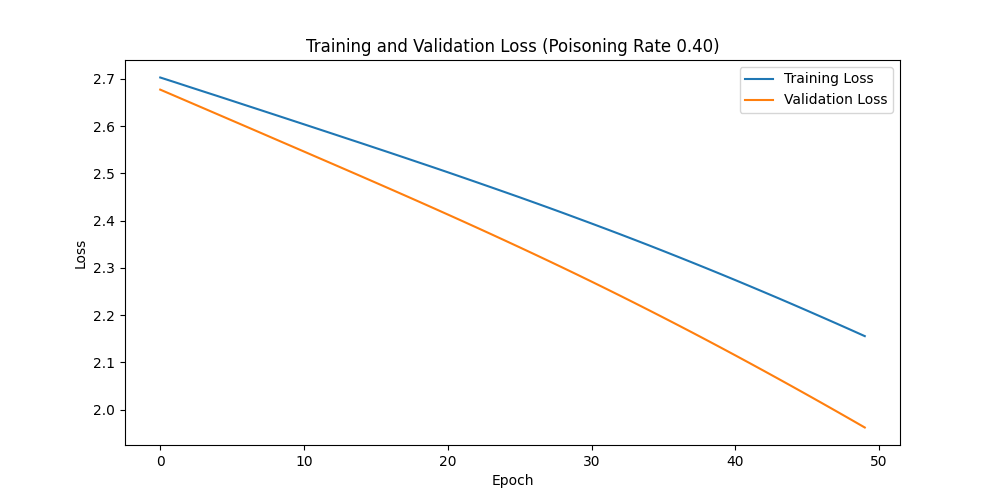 Training and Validation Loss (Poisoning Rate 0.40)
Training Loss
Validation Loss
Loss
2.7
2.6
2.5
2.4
2.3
2.2
2.1
2.0
0 10 20 30 40 50
Epoch